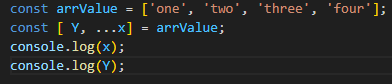 const arrValue = ['one', 'two', 'three', 'four'];
const [ Y, ...x] = arrValue;
console.log(x);
console.log(Y);